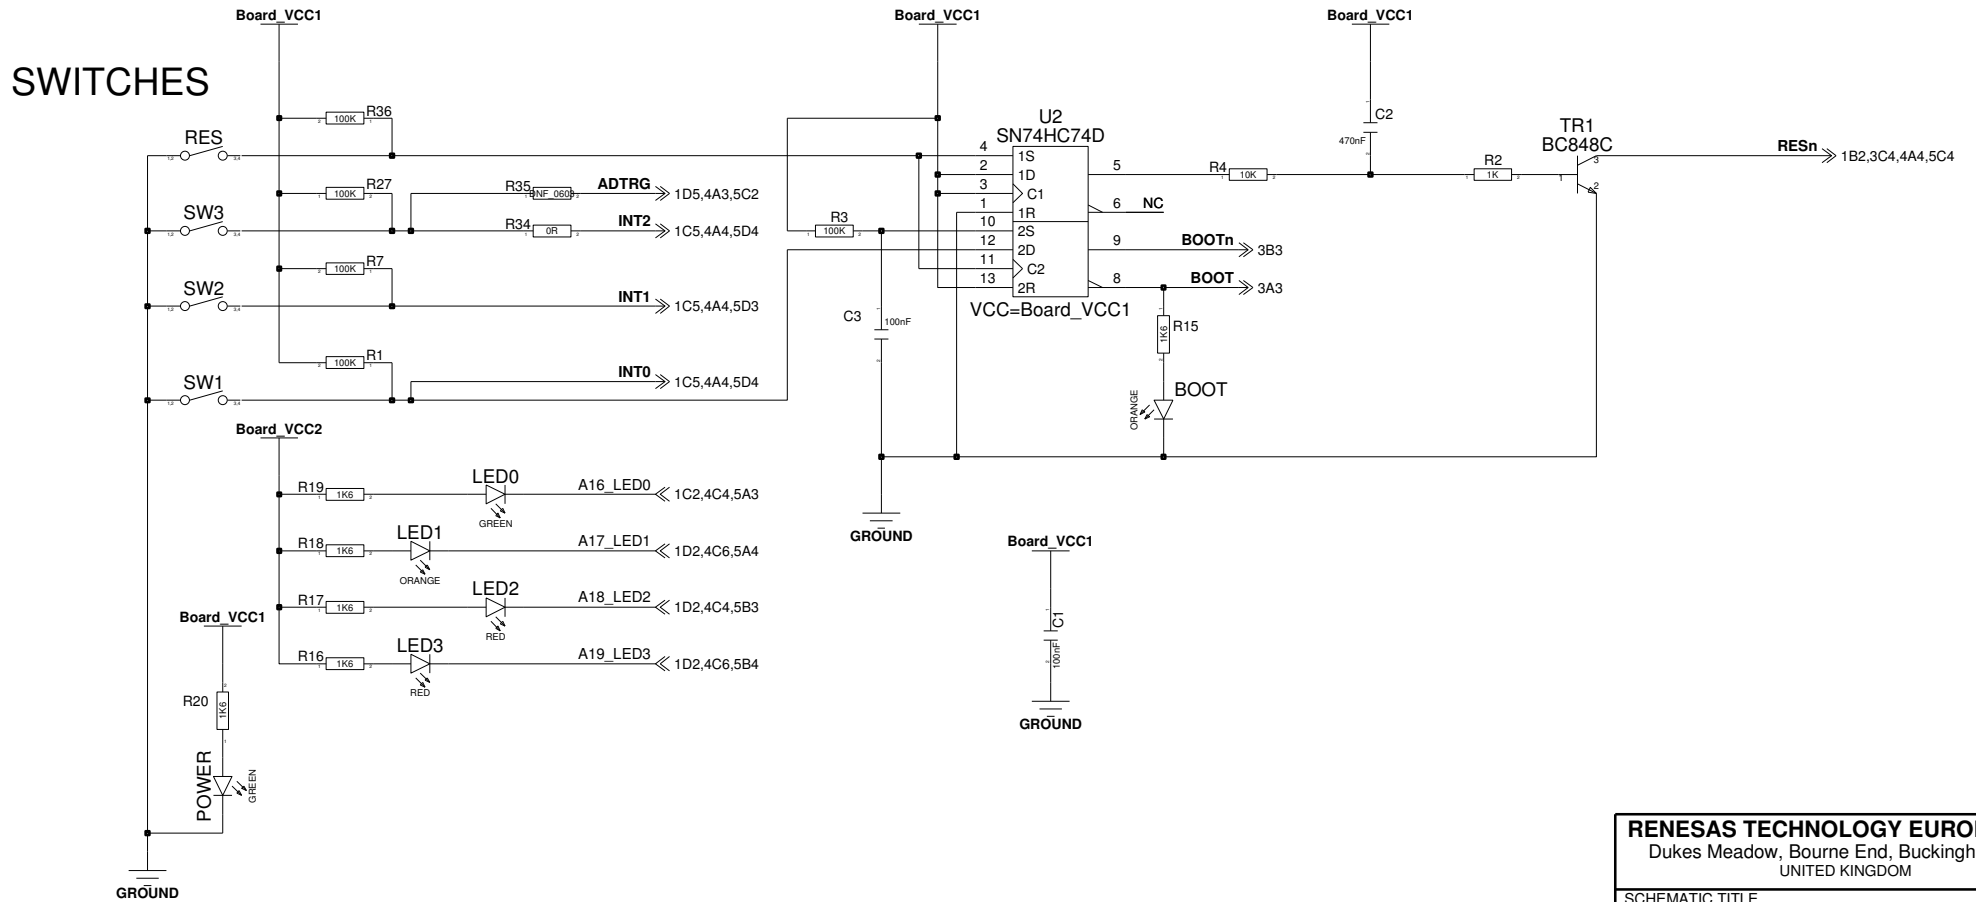 SWITCHES
Board_VCC1
R36
100K
RES
R27
100K
R35
DNF_0603
ADTRG
1D5,4A3,5C2
SW3
R34
0R
INT2
1C5,4A4,5D4
R7
100K
SW2
INT1
1C5,4A4,5D3
R1
100K
INT0
1C5,4A4,5D4
SW1
Board_VCC2
R19
1K6
LED0
GREEN
A16_LED0
1C2,4C4,5A3
R18
1K6
LED1
ORANGE
A17_LED1
1D2,4C6,5A4
R17
1K6
LED2
RED
A18_LED2
1D2,4C4,5B3
R16
1K6
LED3
RED
A19_LED3
1D2,4C6,5B4
Board_VCC1
R20
1K6
POWER
GREEN
GROUND
Board_VCC1
U2
SN74HC74D
4 1S
2 1D
3 C1
1 1R
10 2S
12 2D
11 C2
13 2R
5
6 NC
9 BOOTn 3B3
8 BOOT 3A3
VCC=Board_VCC1
R3
100K
C3
100nF
GROUND
R15
1K6
BOOT
ORANGE
R4
10K
Board_VCC1
C2
470nF
R2
1K
TR1
BC848C
1
3
2
RESn
1B2,3C4,4A4,5C4
Board_VCC1
C1
100nF
GROUND
RENESAS TECHNOLOGY EURO
Dukes Meadow, Bourne End, Buckingh
UNITED KINGDOM
SCHEMATIC TITLE